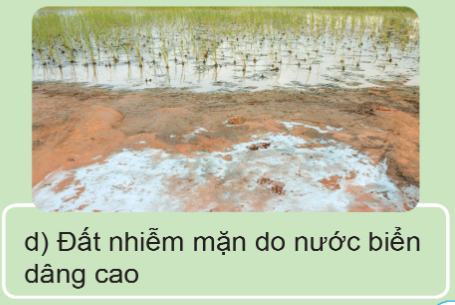 d) Đất nhiễm mặn do nước biển
dâng cao